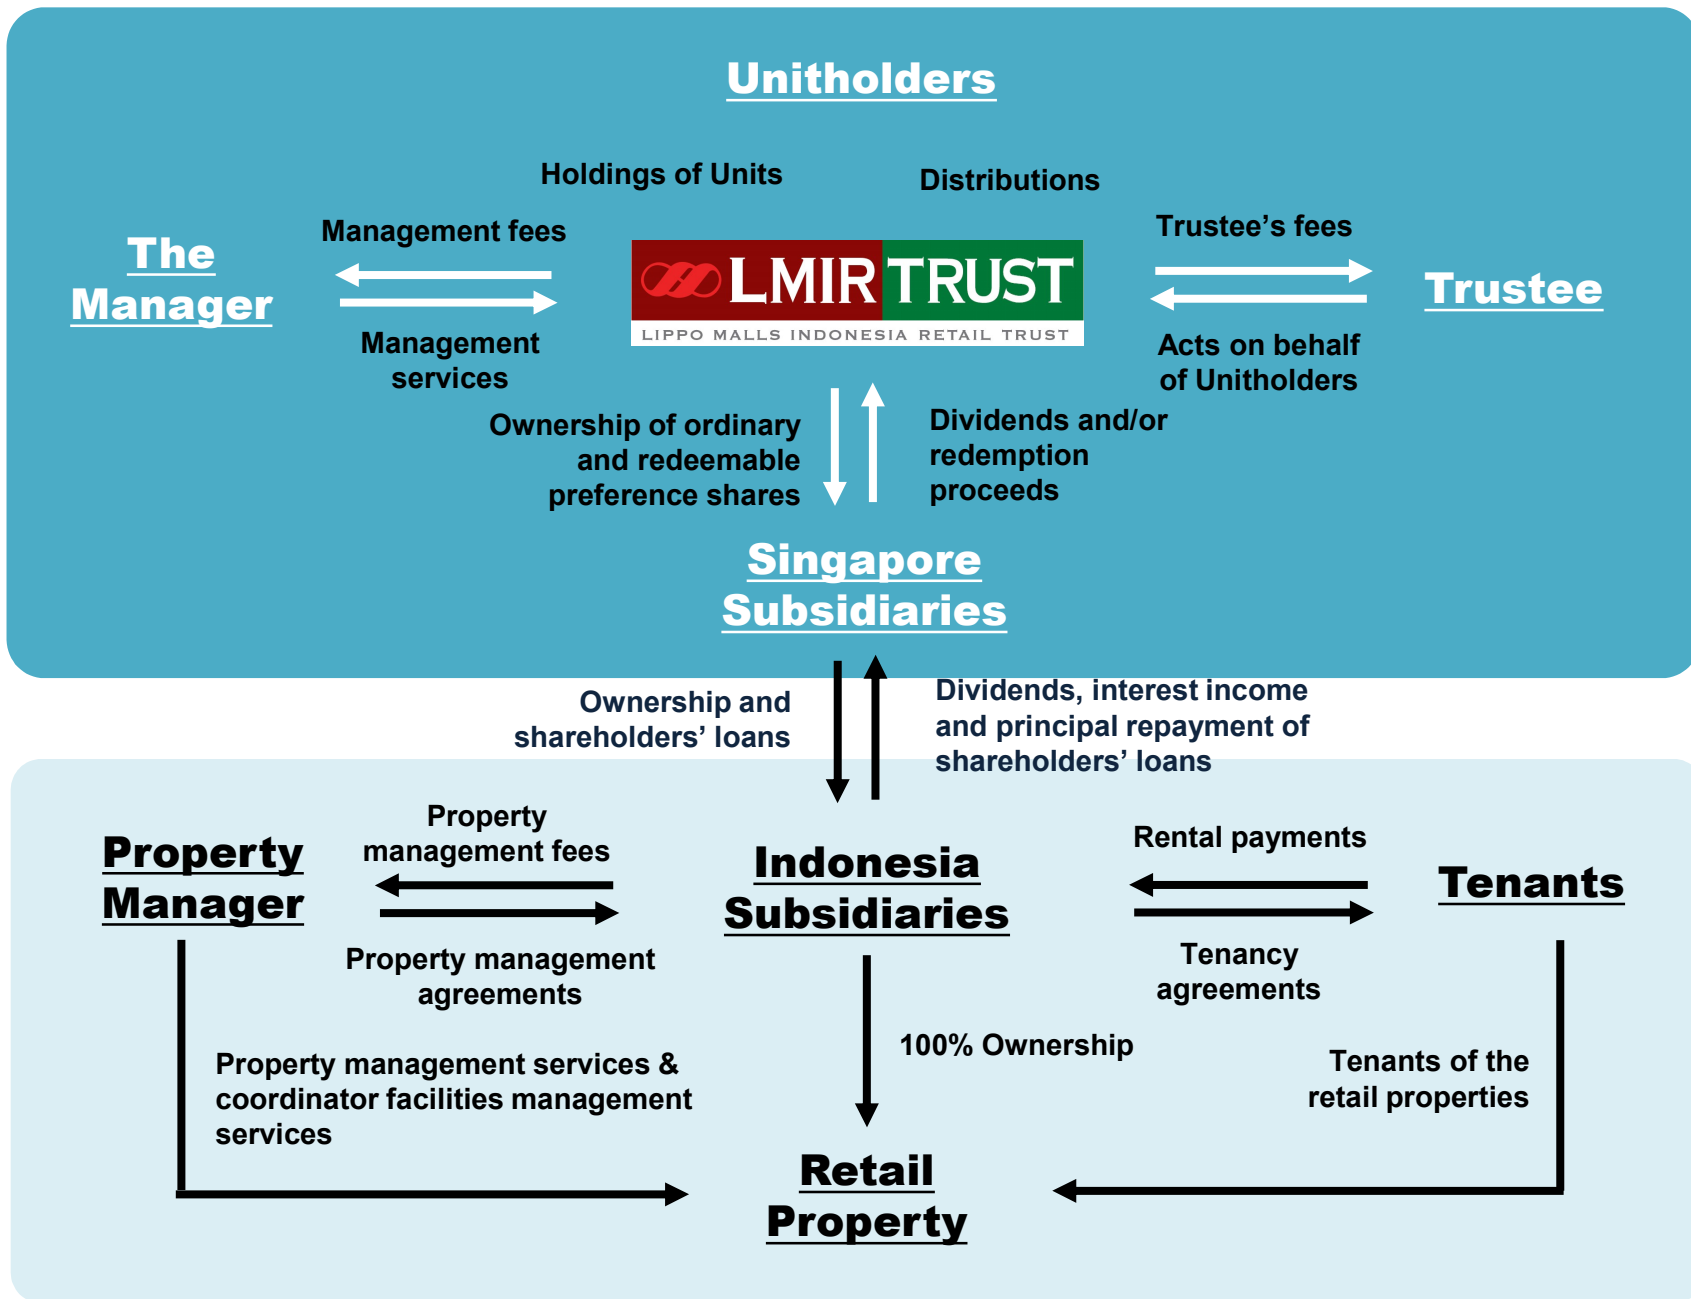 Unitholders
Holdings of Units
Distributions
Management fees
Trustee’s fees
The
Manager
LMIR TRUST
LIPPO MALLS INDONESIA RETAIL TRUST
Trustee
Management
services
Acts on behalf
of Unitholders
Ownership of ordinary
and redeemable
preference shares
Dividends and/or
redemption
proceeds
Singapore
Subsidiaries
Ownership and
shareholders’ loans
Dividends, interest income
and principal repayment of
shareholders’ loans
Property
Manager
Property
management fees
Indonesia
Subsidiaries
Rental payments
Tenants
Property management
agreements
Tenancy
agreements
Property management services &
coordinator facilities management
services
100% Ownership
Tenants of the
retail properties
Retail
Property